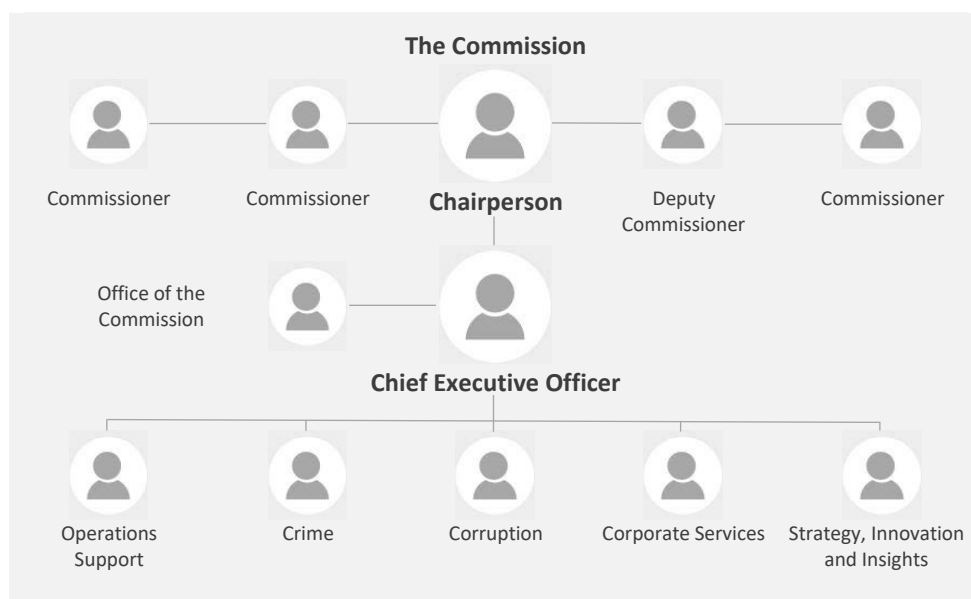 The Commission
Commissioner
Commissioner
Chairperson
Deputy
Commissioner
Commissioner
Office of the
Commission
Chief Executive Officer
Operations
Support
Crime
Corruption
Corporate Services
Strategy, Innovation
and Insights